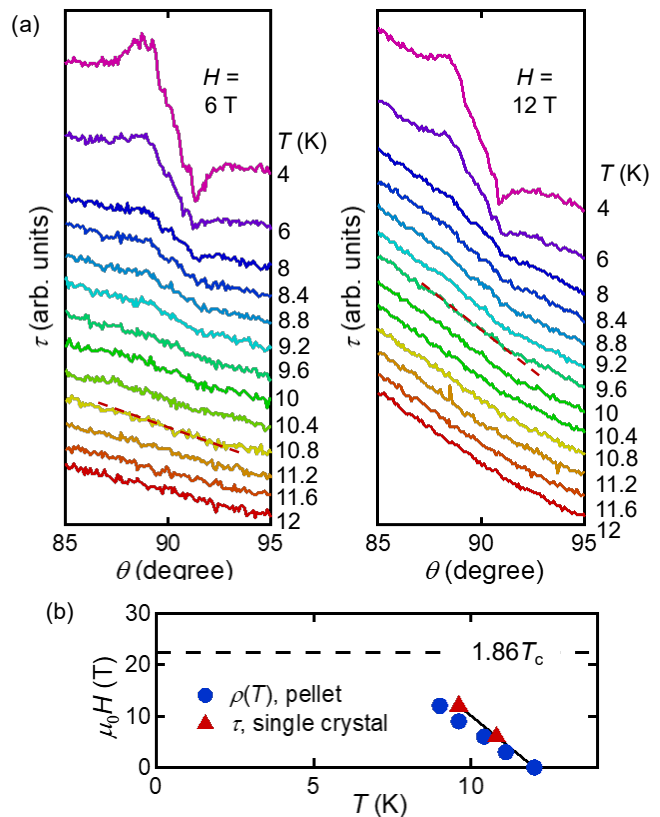 (a)
H =
6 T
T (K)
4
6
8
8.4
8.8
9.2
9.6
10
10.4
10.8
11.2
11.6
12
τ (arb. units)
85 90 95
θ (degree)
H =
12 T
T (K)
4
6
8
8.4
8.8
9.2
9.6
10
10.4
10.8
11.2
11.6
12
τ (arb. units)
85 90 95
θ (degree)
(b)
30
20
10
0
μ0H (T)
1.86Tc
ρ(T), pellet
τ, single crystal
0 5 10
T (K)